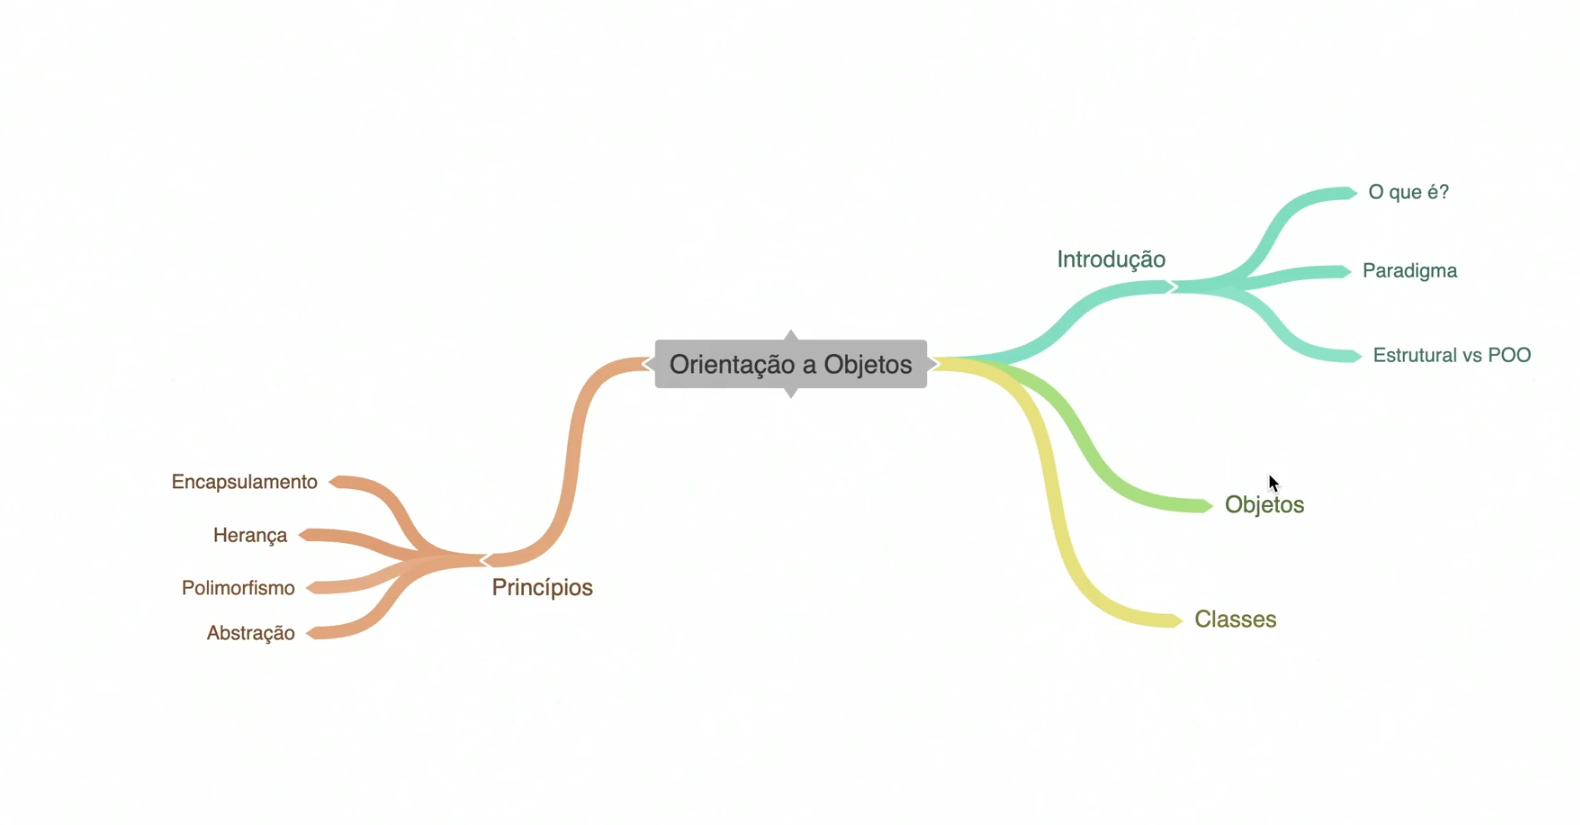 Orientação a Objetos
Introdução
O que é?
Paradigma
Estrutural vs POO
Objetos
Classes
Princípios
Encapsulamento
Herança
Polimorfismo
Abstração